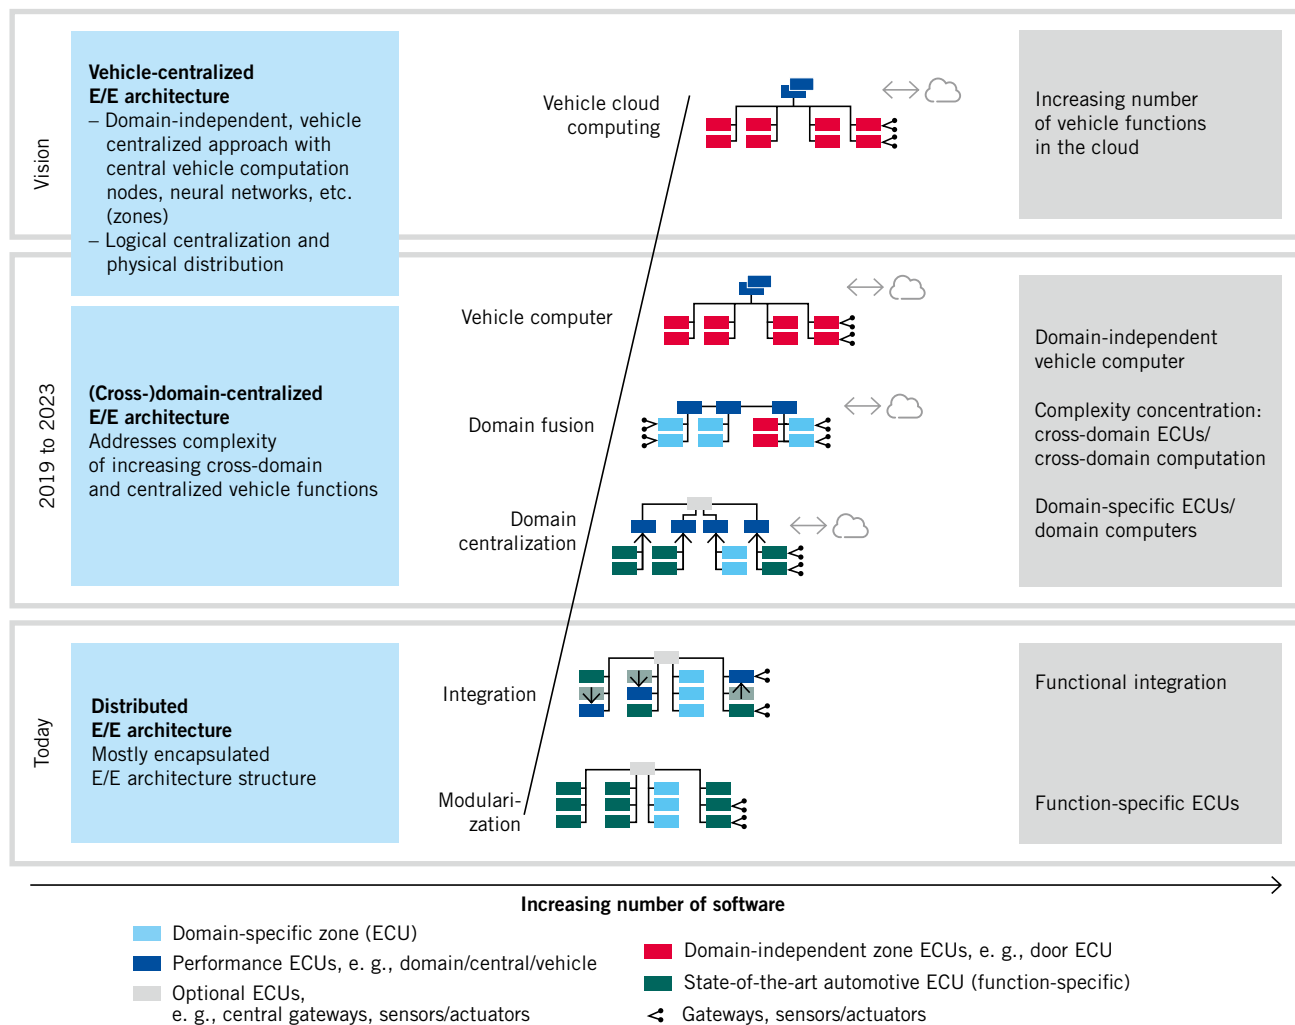 Vision
Vehicle-centralized
E/E architecture
– Domain-independent, vehicle
centralized approach with
central vehicle computation
nodes, neural networks, etc.
(zones)
– Logical centralization and
physical distribution
Vehicle cloud
computing
Increasing number
of vehicle functions
in the cloud
2019 to 2023
(Cross-)domain-centralized
E/E architecture
Addresses complexity
of increasing cross-domain
and centralized vehicle functions
Vehicle computer
Domain fusion
Domain
centralization
Domain-independent
vehicle computer
Complexity concentration:
cross-domain ECUs/
cross-domain computation
Domain-specific ECUs/
domain computers
Today
Distributed
E/E architecture
Mostly encapsulated
E/E architecture structure
Integration
Modulari-
zation
Functional integration
Function-specific ECUs
Increasing number of software
Domain-specific zone (ECU)
Performance ECUs, e. g., domain/central/vehicle
Optional ECUs,
e. g., central gateways, sensors/actuators
Domain-independent zone ECUs, e. g., door ECU
State-of-the-art automotive ECU (function-specific)
Gateways, sensors/actuators